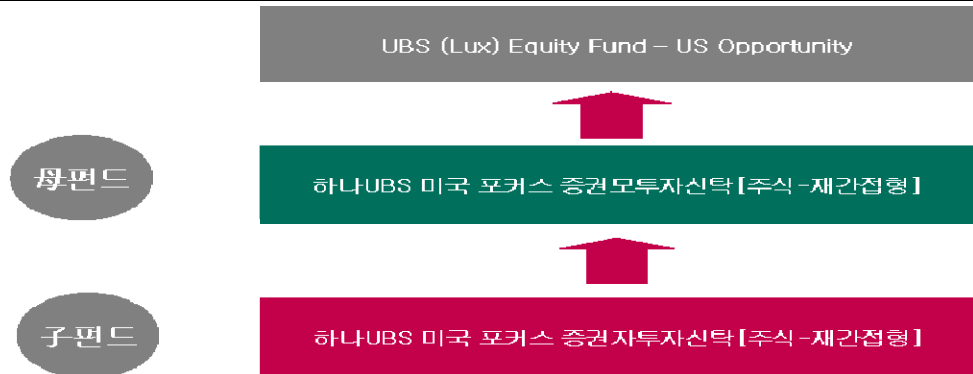 UBS (Lux) Equity Fund – US Opportunity
母펀드
하나UBS 미국 포커스 증권모투자신탁[주식-재간접형]
子펀드
하나UBS 미국 포커스 증권자투자신탁[주식-재간접형]